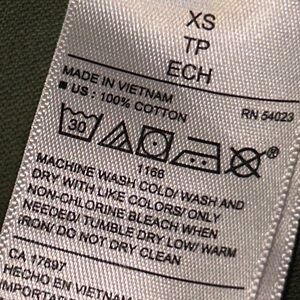 XS
TP
ECH
MADE IN VIETNAM
■ US : 100% COTTON
RN 54023
30
®
1166
MACHINE WASH COLD/ WASH AND
DRY WITH LIKE COLORS/ ONLY
NON-CHLORINE BLEACH WHEN
NEEDED/ TUMBLE DRY LOW/ WARM
IRON/ DO NOT DRY CLEAN
CA 17897
HECHO EN VIETNAM